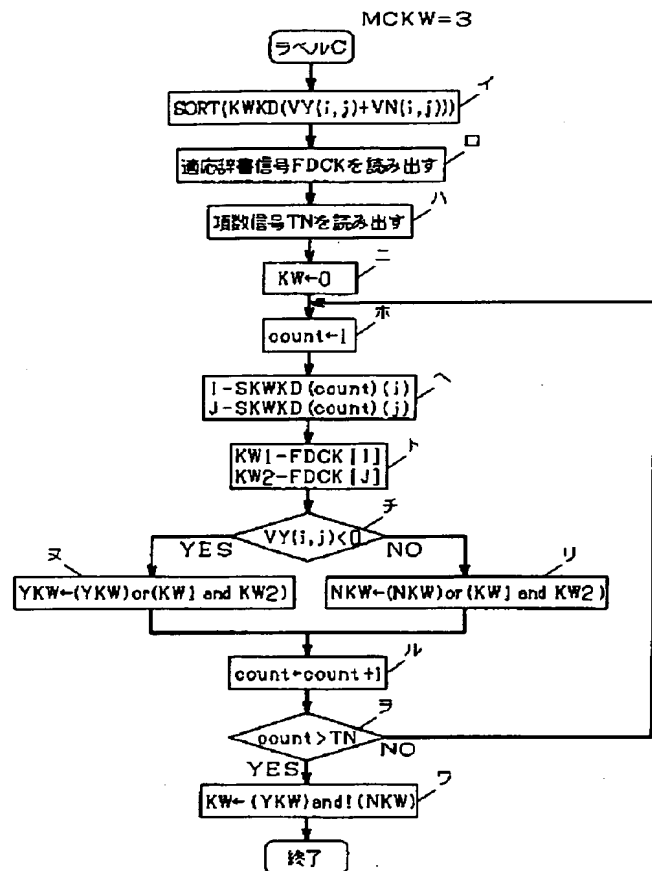 MCKW=3
ラベルC
イ
SORT(KWKD(VY(i,j)+VN(i,j)))
ロ
適応辞書信号FDCKを読み出す
ハ
項数信号TNを読み出す
ニ
KW←0
ホ
count←1
ヘ
I-SKWKD(count)(i)
J-SKWKD(count)(j)
ト
KW1-FDCK[I]
KW2-FDCK[J]
チ
VY(i,j)<0
YES
NO
ヌ
YKW←(YKW)or(KW1 and KW2)
リ
NKW←(NKW)or(KW1 and KW2)
ル
count←count+1
ヲ
count>TN
NO
YES
ワ
KW←(YKW)and!(NKW)
終了